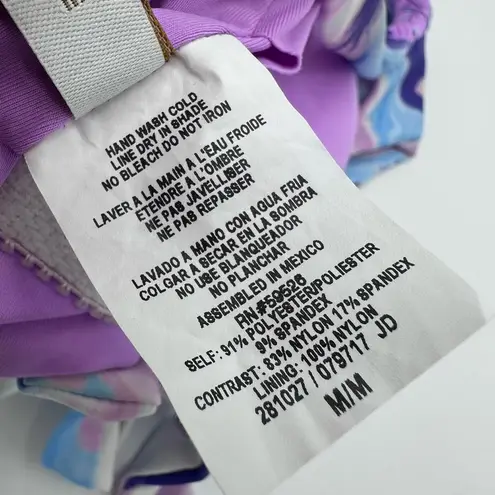 HAND WASH COLD
LINE DRY IN SHADE
NO BLEACH DO NOT IRON
LAVER A LA MAIN A L'EAU FROIDE
ÉTENDRE A L'OMBRE
NE PAS JAVELLISER
NE PAS REPASSER
LAVADO A MANO CON AGUA FRIA
COLGAR A SECAR EN LA SOMBRA
NO USE BLANQUEADOR
NO PLANCHAR
ASSEMBLED IN MEXICO
RN#59526
SELF: 91% POLYESTER/POLIESTER
9% SPANDEX
CONTRAST: 83% NYLON 17% SPANDEX
LINING: 100% NYLON
281027 / 079717 JD
M/M